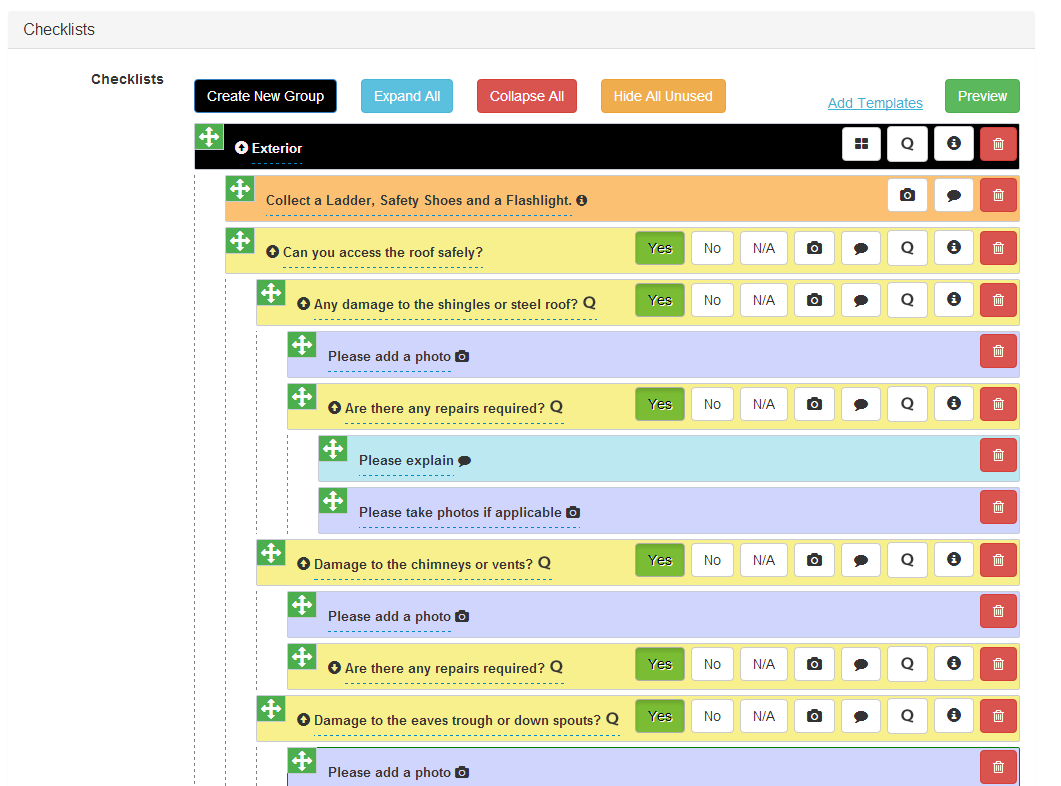 Checklists
Checklists
Create New Group Expand All Collapse All Hide All Unused Add Templates Preview
Exterior Q
Collect a Ladder, Safety Shoes and a Flashlight.
Can you access the roof safely? Yes No N/A Q
Any damage to the shingles or steel roof? Q Yes No N/A Q
Please add a photo
Are there any repairs required? Q Yes No N/A Q
Please explain
Please take photos if applicable
Damage to the chimneys or vents? Q Yes No N/A Q
Please add a photo
Are there any repairs required? Q Yes No N/A Q
Damage to the eaves trough or down spouts? Q Yes No N/A Q
Please add a photo